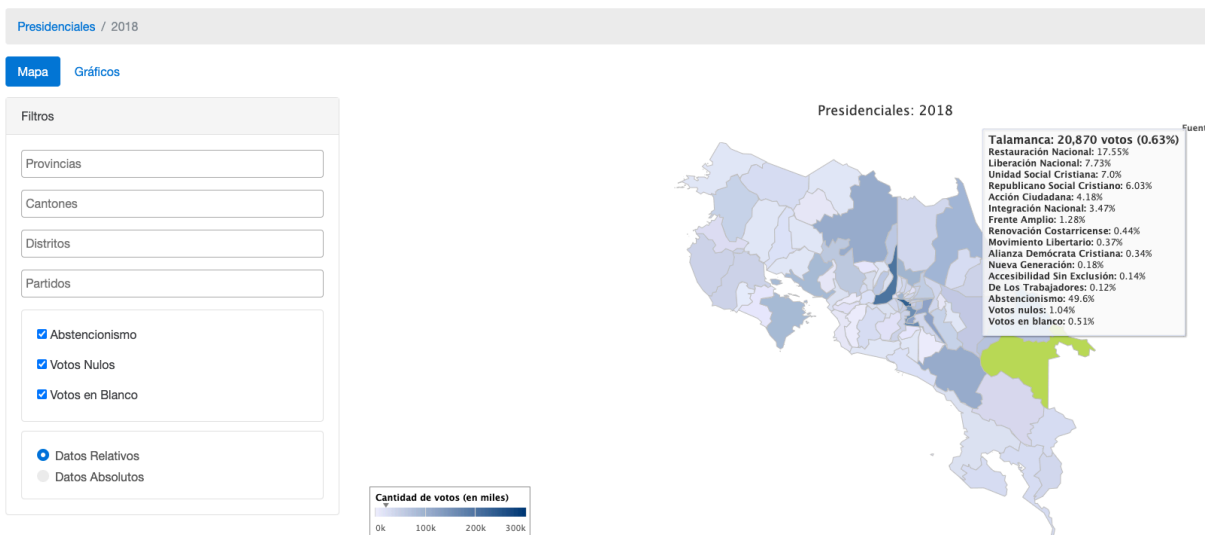 Presidenciales / 2018
Mapa
Gráficos
Filtros
Provincias
Cantones
Distritos
Partidos
Abstencionismo
Votos Nulos
Votos en Blanco
Datos Relativos
Datos Absolutos
Presidenciales: 2018
Fuent
Talamanca: 20,870 votos (0.63%)
Restauración Nacional: 17.55%
Liberación Nacional: 7.73%
Unidad Social Cristiana: 7.0%
Republicano Social Cristiano: 6.03%
Acción Ciudadana: 4.18%
Integración Nacional: 3.47%
Frente Amplio: 1.28%
Renovación Costarricense: 0.44%
Movimiento Libertario: 0.37%
Alianza Demócrata Cristiana: 0.34%
Nueva Generación: 0.18%
Accesibilidad Sin Exclusión: 0.14%
De Los Trabajadores: 0.12%
Abstencionismo: 49.6%
Votos nulos: 1.04%
Votos en blanco: 0.51%
Cantidad de votos (en miles)
0k 100k 200k 300k